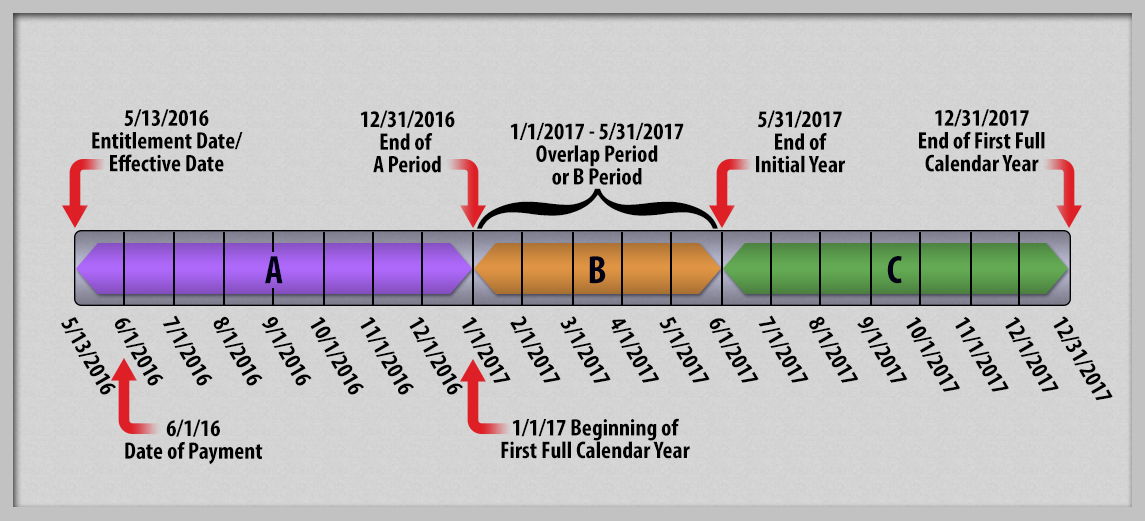 5/13/2016
Entitlement Date/
Effective Date
12/31/2016
End of
A Period
1/1/2017 - 5/31/2017
Overlap Period
or B Period
5/31/2017
End of
Initial Year
12/31/2017
End of First Full
Calendar Year
A
B
C
5/13/2016
6/1/2016
7/1/2016
8/1/2016
9/1/2016
10/1/2016
11/1/2016
12/1/2016
1/1/2017
2/1/2017
3/1/2017
4/1/2017
5/1/2017
6/1/2017
7/1/2017
8/1/2017
9/1/2017
10/1/2017
11/1/2017
12/1/2017
12/31/2017
6/1/16
Date of Payment
1/1/17 Beginning of
First Full Calendar Year